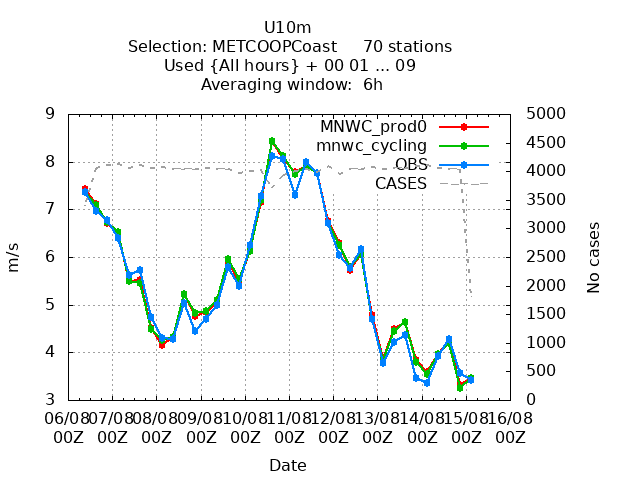 U10m
Selection: METCOOPCoast 70 stations
Used {All hours} + 00 01 ... 09
Averaging window: 6h
9 5000
8 4500
7 4000
6 3500
5 3000
4 2500
3 2000
1500
1000
500
0
MNWC_prod0
mnwc_cycling
OBS
CASES
m/s
No cases
06/08 07/08 08/08 09/08 10/08 11/08 12/08 13/08 14/08 15/08 16/08
00Z 00Z 00Z 00Z 00Z 00Z 00Z 00Z 00Z 00Z 00Z
Date